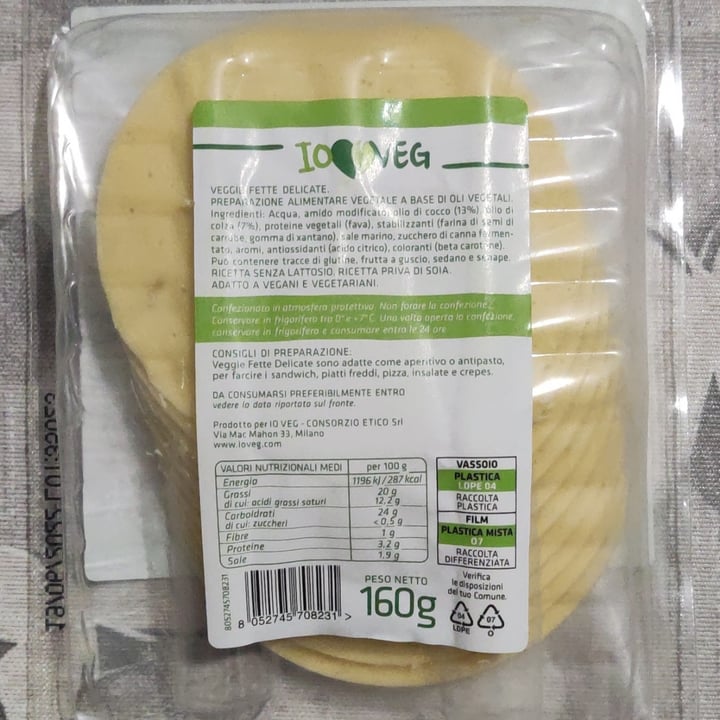 IO VEG
VEGGIE FETTE DELICATE.
PREPARAZIONE ALIMENTARE VEGETALE A BASE DI OLI VEGETALI.
Ingredienti: Acqua, amido modificato, olio di cocco (13%), olio di
colza (7%), proteine vegetali (fava), stabilizzanti (farina di semi di
carrube, gomma di xantano), sale marino, zucchero di canna fermen-
tato, aromi, antiossidanti (acido citrico), coloranti (beta carotene).
Può contenere tracce di glutine, frutta a guscio, sedano e senape.
RICETTA SENZA LATTOSIO. RICETTA PRIVA DI SOIA.
ADATTO A VEGANI E VEGETARIANI.
Confezionato in atmosfera protettiva. Non forare la confezione.
Conservare in frigorifero tra 0° e +7°C. Una volta aperta la confezione,
conservare in frigorifero e consumare entro le 24 ore
CONSIGLI DI PREPARAZIONE:
Veggie Fette Delicate sono adatte come aperitivo o antipasto,
per farcire i sandwich, piatti freddi, pizza, insalate e crepes.
DA CONSUMARSI PREFERIBILMENTE ENTRO
vedere la data riportata sul fronte.
Prodotto per IO VEG - CONSORZIO ETICO Srl
Via Mac Mahon 33, Milano
www.ioveg.com
VALORI NUTRIZIONALI MEDI per 100 g
Energia 1196 kJ / 287 kcal
Grassi 20 g
di cui: acidi grassi saturi 12.2 g
Carboidrati 24 g
di cui: zuccheri <0,5 g
Fibre 1 g
Proteine 3.2 g
Sale 1.9 g
VASSOIO
PLASTICA
LDPE 04
RACCOLTA
PLASTICA
FILM
PLASTICA MISTA
07
RACCOLTA
DIFFERENZIATA
Verifica
le disposizioni
del tuo Comune.
04
LDPE
07
O
8052745708231
8 052745 708231 >
PESO NETTO
160g